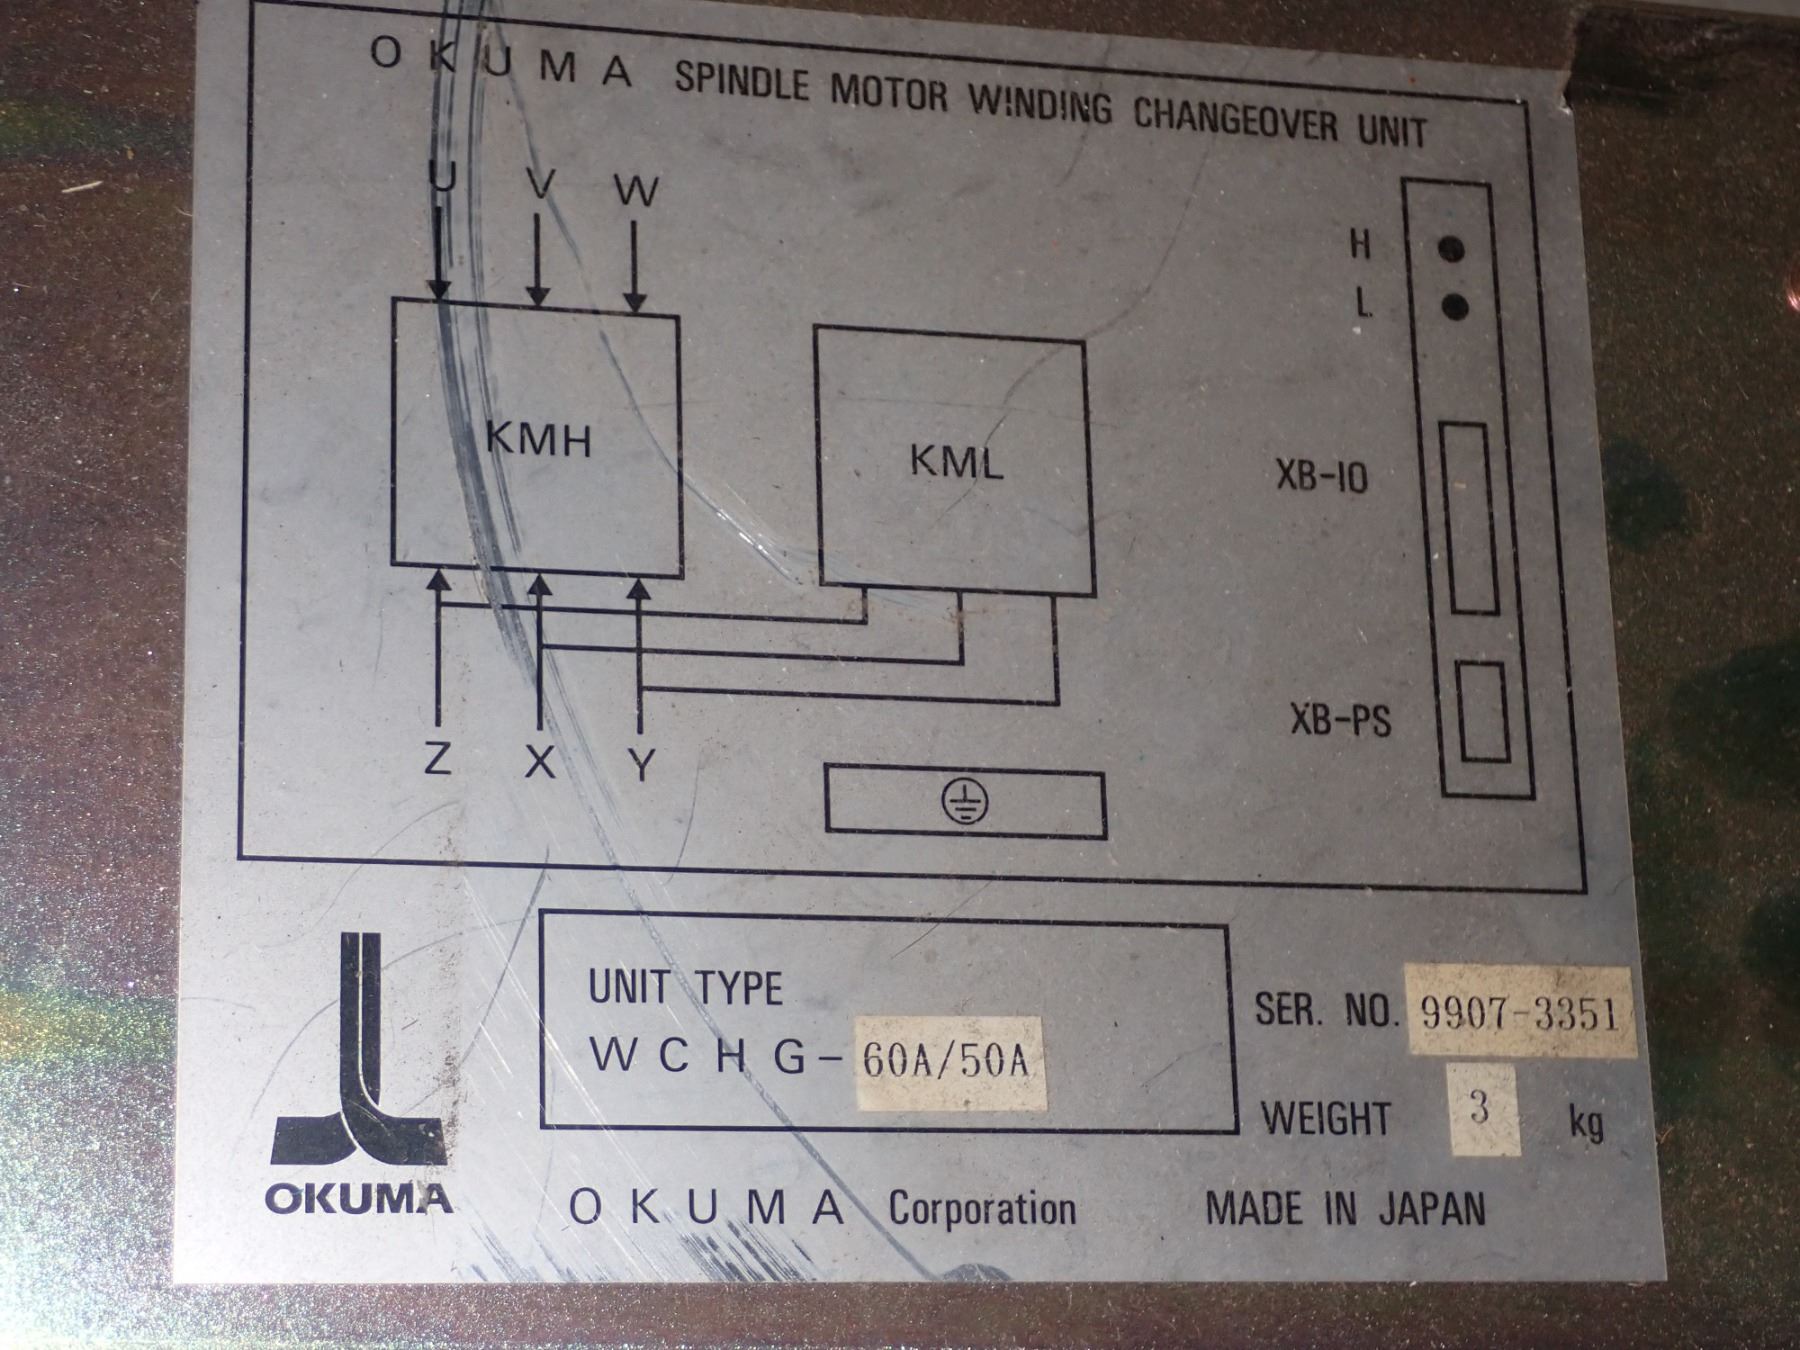 OKUMA SPINDLE MOTOR WINDING CHANGEOVER UNIT
U V W
H
L
KMH
KML
XB-IO
XB-PS
Z X Y
UNIT TYPE
WCHG-60A/50A
SER. NO. 9907-3351
WEIGHT 3 kg
OKUMA
OKUMA Corporation
MADE IN JAPAN